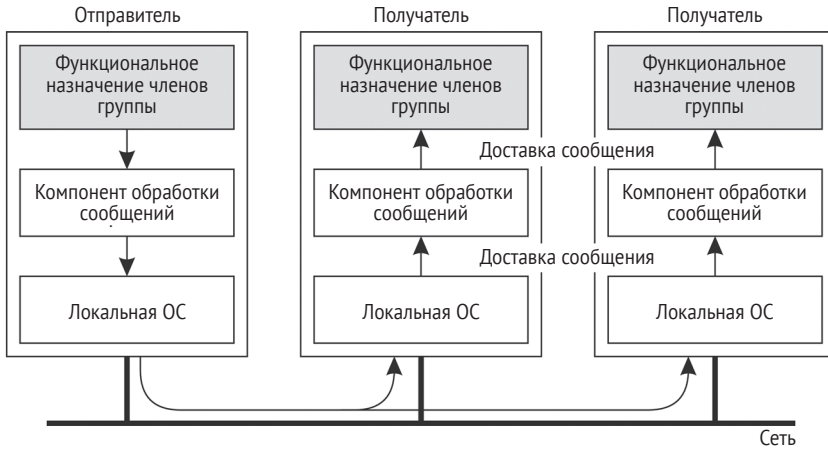 Отправитель
Получатель
Получатель
Функциональное
назначение членов
группы
Функциональное
назначение членов
группы
Функциональное
назначение членов
группы
Доставка сообщения
Компонент обработки
сообщений
Компонент обработки
сообщений
Компонент обработки
сообщений
Доставка сообщения
Локальная ОС
Локальная ОС
Локальная ОС
Сеть